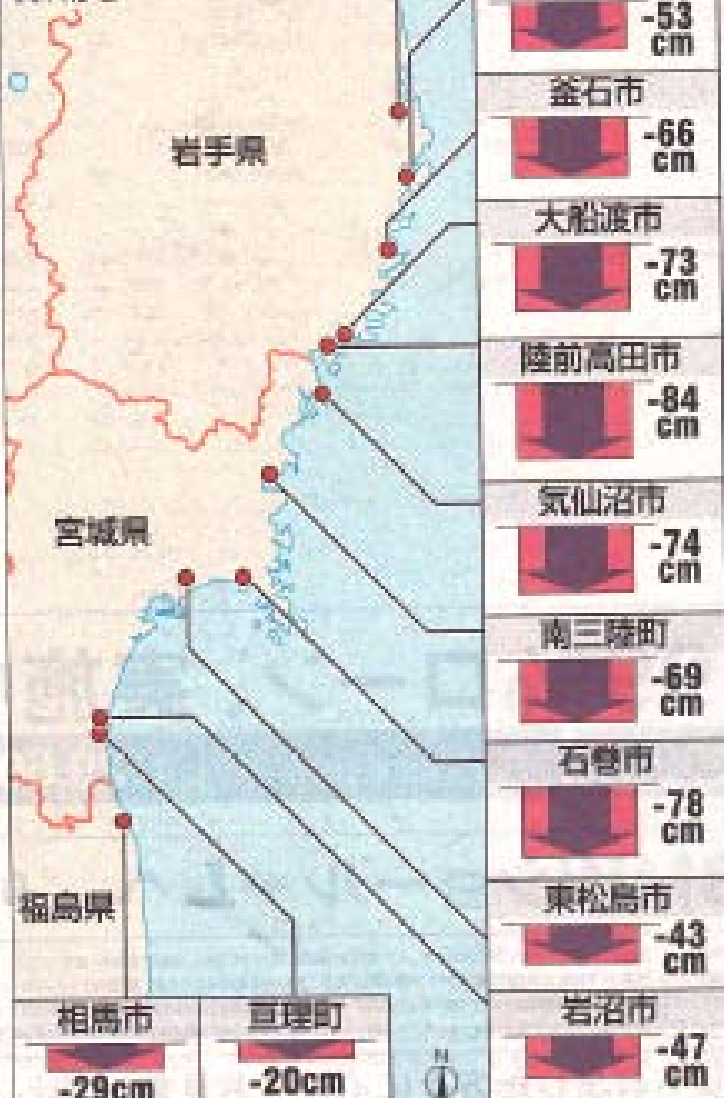 -53
cm
釜石市
-66
cm
岩手県
大船渡市
-73
cm
陸前高田市
-84
cm
気仙沼市
-74
cm
宮城県
南三陸町
-69
cm
石巻市
-78
cm
東松島市
-43
cm
福島県
岩沼市
-47
cm
相馬市
-29cm
亘理町
-20cm
N